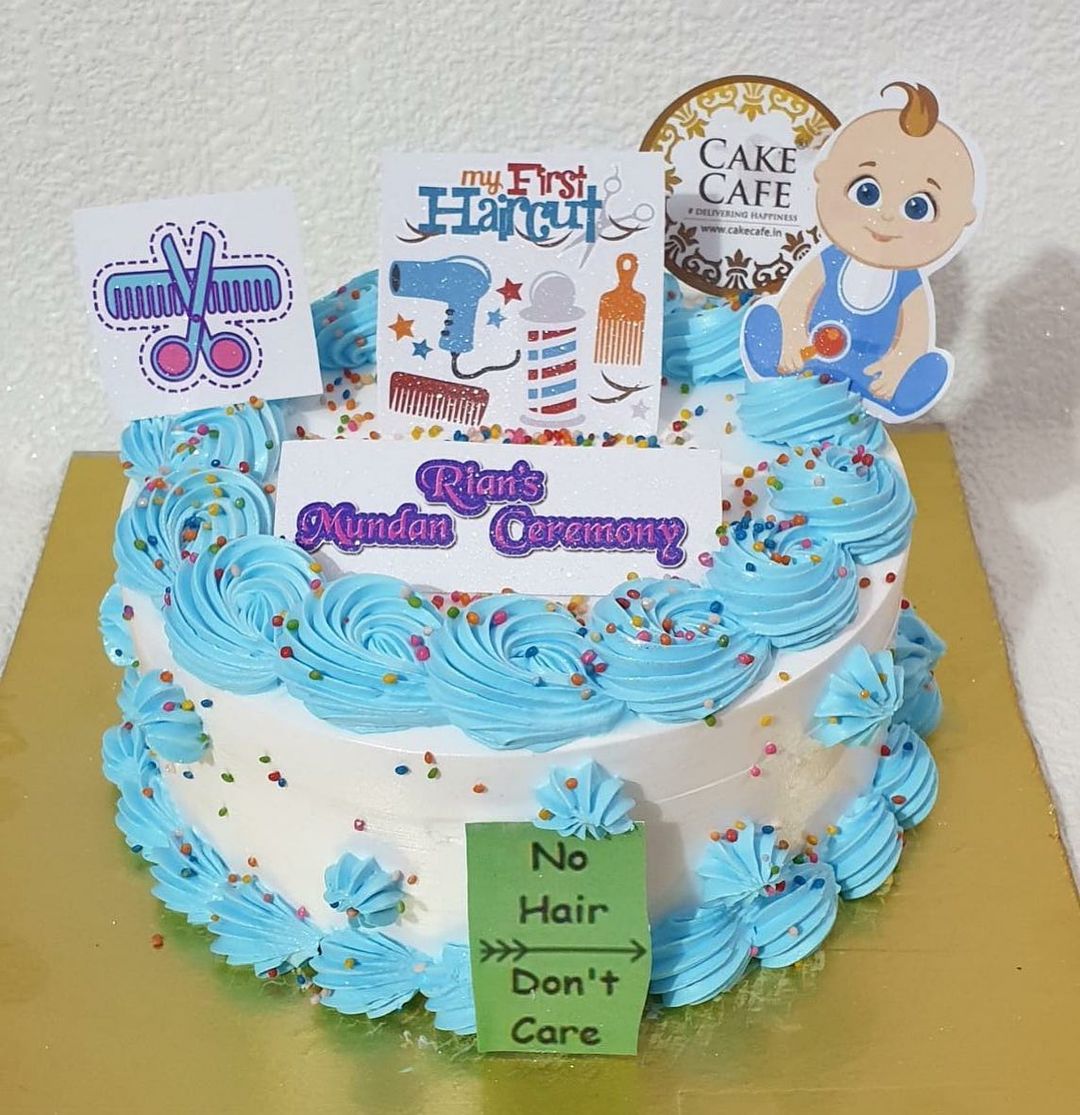 my First
Haircut
CAKE
CAFE
# DELIVERING HAPPINESS
www.cakecafe.in
Rian's
Mundan Ceremony
No
Hair
Don't
Care